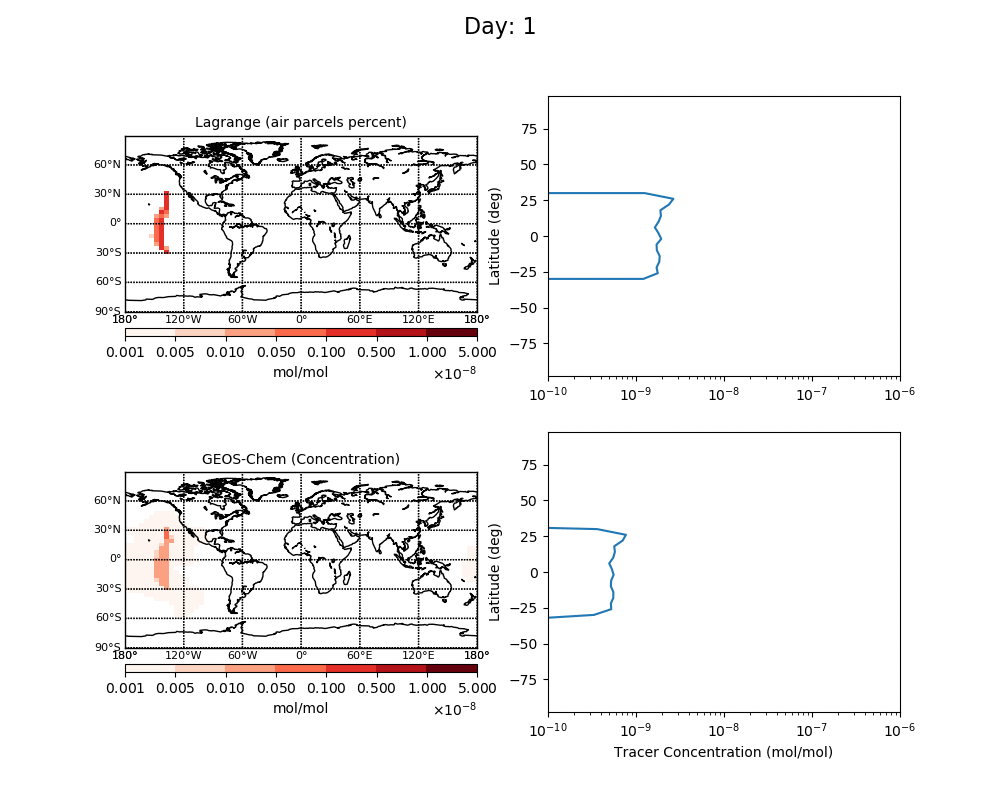 Day: 1
Lagrange (air parcels percent)
60°N
30°N
0°
30°S
60°S
90°S
180° 120°W 60°W 0° 60°E 120°E 180°
0.001 0.005 0.010 0.050 0.100 0.500 1.000 5.000
mol/mol
×10⁻⁸
Latitude (deg)
75
50
25
0
−25
−50
−75
10⁻¹⁰ 10⁻⁹ 10⁻⁸ 10⁻⁷ 10⁻⁶
GEOS-Chem (Concentration)
60°N
30°N
0°
30°S
60°S
90°S
180° 120°W 60°W 0° 60°E 120°E 180°
0.001 0.005 0.010 0.050 0.100 0.500 1.000 5.000
mol/mol
×10⁻⁸
Latitude (deg)
75
50
25
0
−25
−50
−75
10⁻¹⁰ 10⁻⁹ 10⁻⁸ 10⁻⁷ 10⁻⁶
Tracer Concentration (mol/mol)